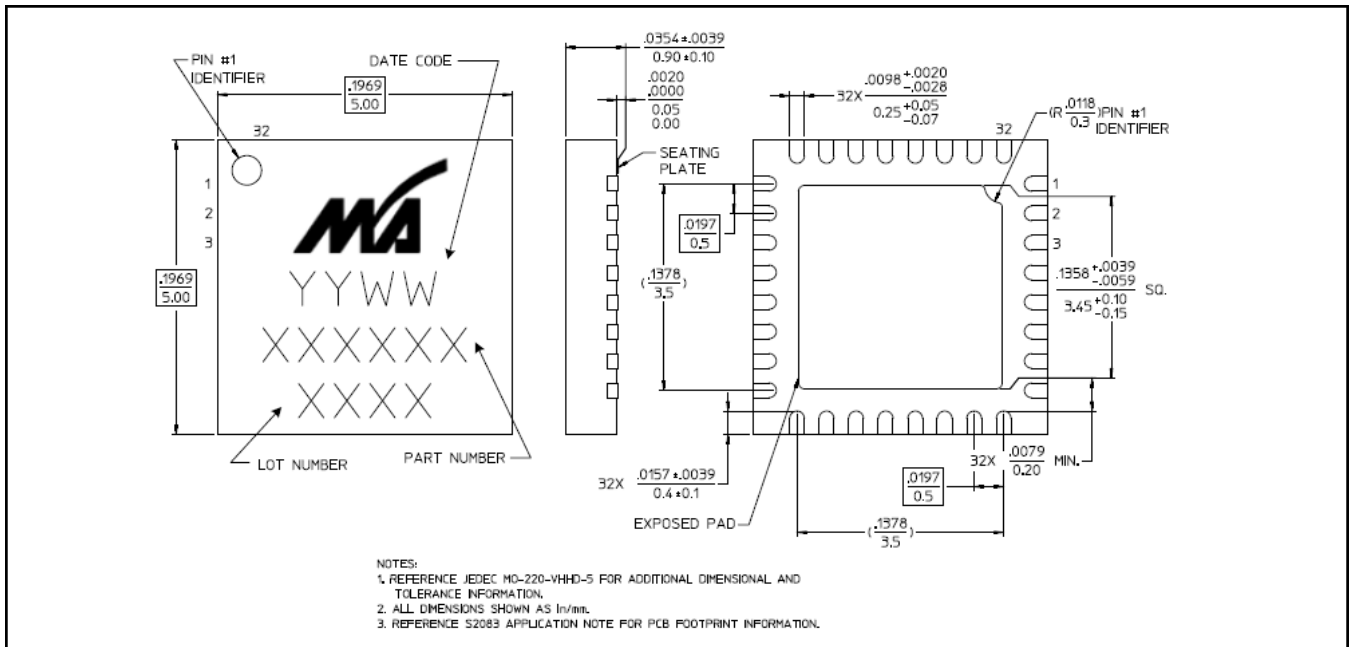 PIN #1
IDENTIFIER
DATE CODE
.1969
5.00
32
1
2
3
.1969
5.00
MA
YYWW
XXXXXX
XXXX
LOT NUMBER
PART NUMBER
.0354±.0039
0.90±0.10
.0020
.0000
0.05
0.00
SEATING
PLATE
32X .0098 +.0020
-.0028
0.25 +0.05
-0.07
32
(R .0118
0.3 )PIN #1
IDENTIFIER
1
2
3
.0197
0.5
(.1378
3.5 )
.1358 +.0039
-.0059
3.45 +0.10
-0.15
SQ.
32X .0157±.0039
0.4±0.1
EXPOSED PAD
32X .0079
0.20 MIN.
.0197
0.5
(.1378
3.5 )
NOTES:
1. REFERENCE JEDEC MO-220-VHHD-5 FOR ADDITIONAL DIMENSIONAL AND
TOLERANCE INFORMATION.
2. ALL DIMENSIONS SHOWN AS in/mm.
3. REFERENCE S2083 APPLICATION NOTE FOR PCB FOOTPRINT INFORMATION.